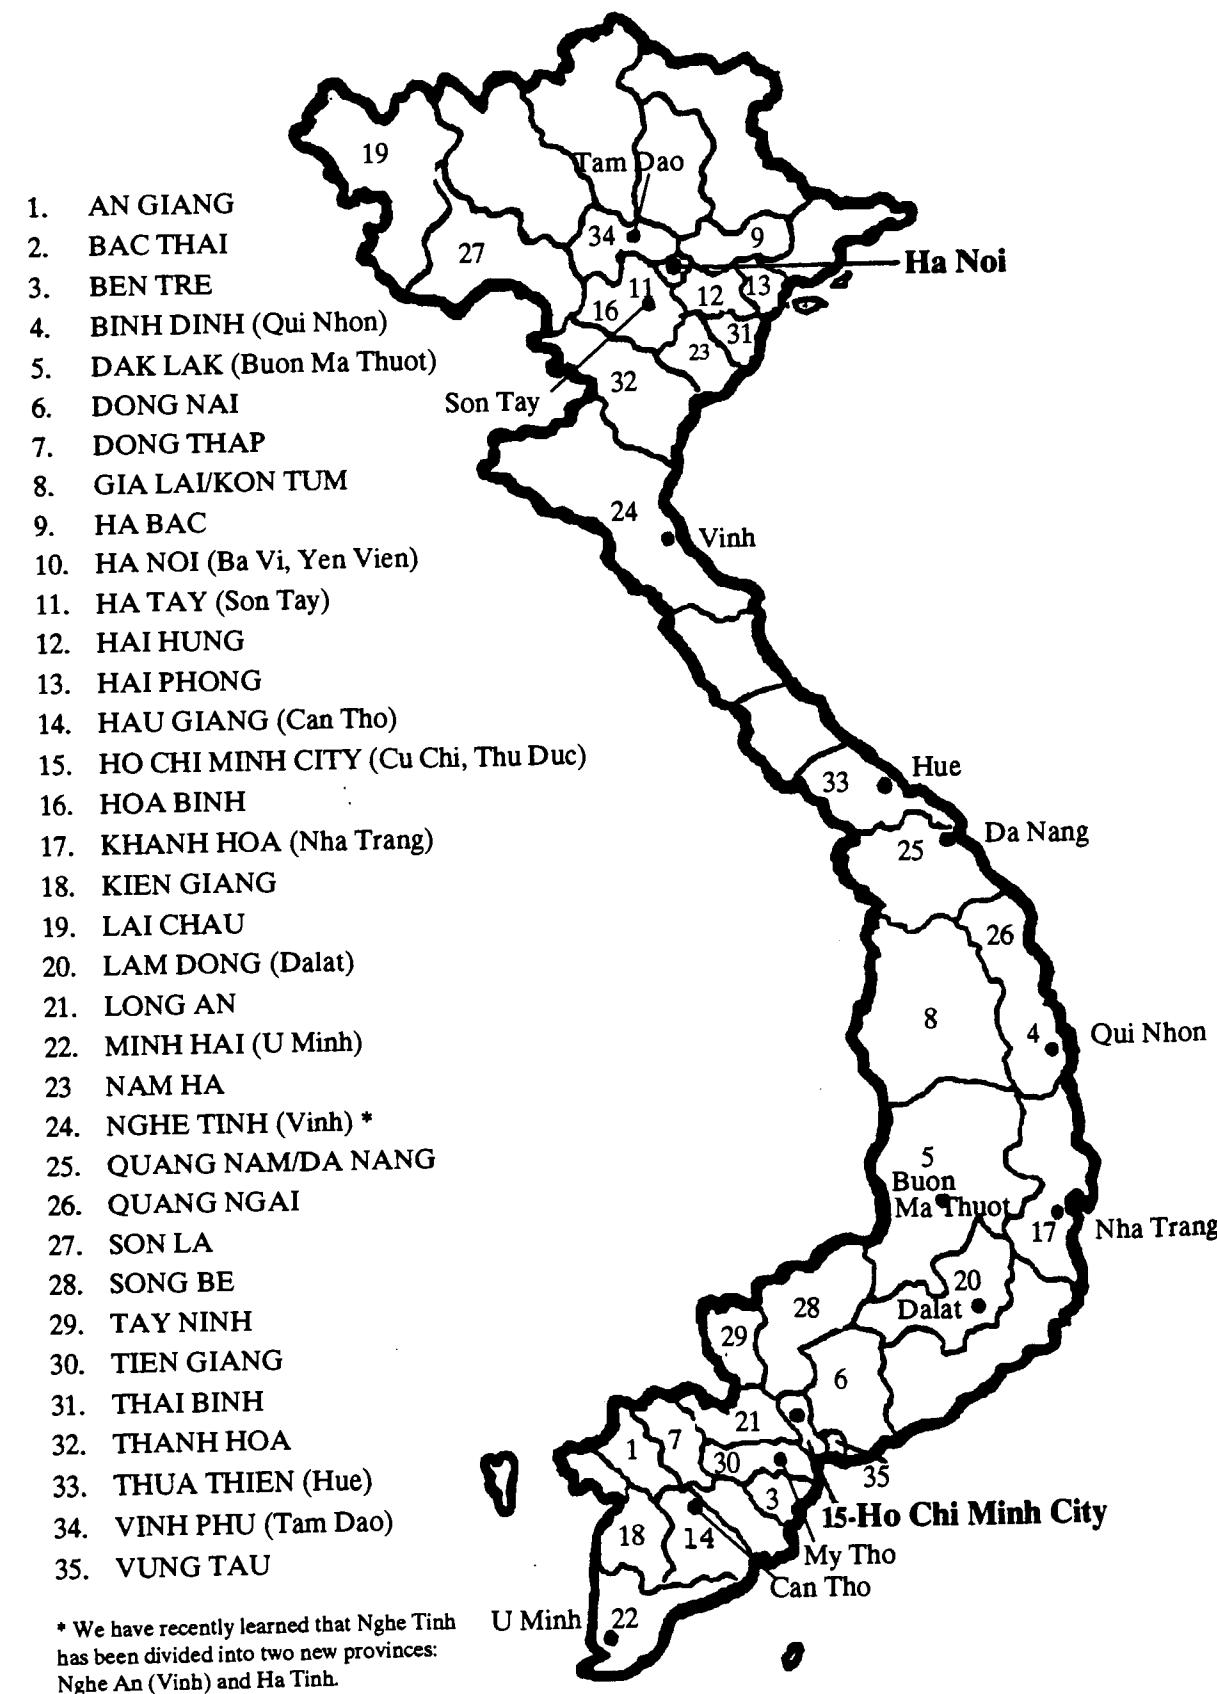 1. AN GIANG
2. BAC THAI
3. BEN TRE
4. BINH DINH (Qui Nhon)
5. DAK LAK (Buon Ma Thuot)
6. DONG NAI
7. DONG THAP
8. GIA LAI/KON TUM
9. HA BAC
10. HA NOI (Ba Vi, Yen Vien)
11. HA TAY (Son Tay)
12. HAI HUNG
13. HAI PHONG
14. HAU GIANG (Can Tho)
15. HO CHI MINH CITY (Cu Chi, Thu Duc)
16. HOA BINH
17. KHANH HOA (Nha Trang)
18. KIEN GIANG
19. LAI CHAU
20. LAM DONG (Dalat)
21. LONG AN
22. MINH HAI (U Minh)
23 NAM HA
24. NGHE TINH (Vinh) *
25. QUANG NAM/DA NANG
26. QUANG NGAI
27. SON LA
28. SONG BE
29. TAY NINH
30. TIEN GIANG
31. THAI BINH
32. THANH HOA
33. THUA THIEN (Hue)
34. VINH PHU (Tam Dao)
35. VUNG TAU
* We have recently learned that Nghe Tinh
has been divided into two new provinces:
Nghe An (Vinh) and Ha Tinh.
19
Tam Dao
34
9
27
Ha Noi
11
12
13
16
31
23
32
Son Tay
24
Vinh
Hue
33
Da Nang
25
26
8
4
Qui Nhon
5
Buon
Ma Thuot
17
Nha Trang
20
Dalat
28
29
6
21
1
7
30
35
3
15-Ho Chi Minh City
18
14
My Tho
Can Tho
U Minh
22